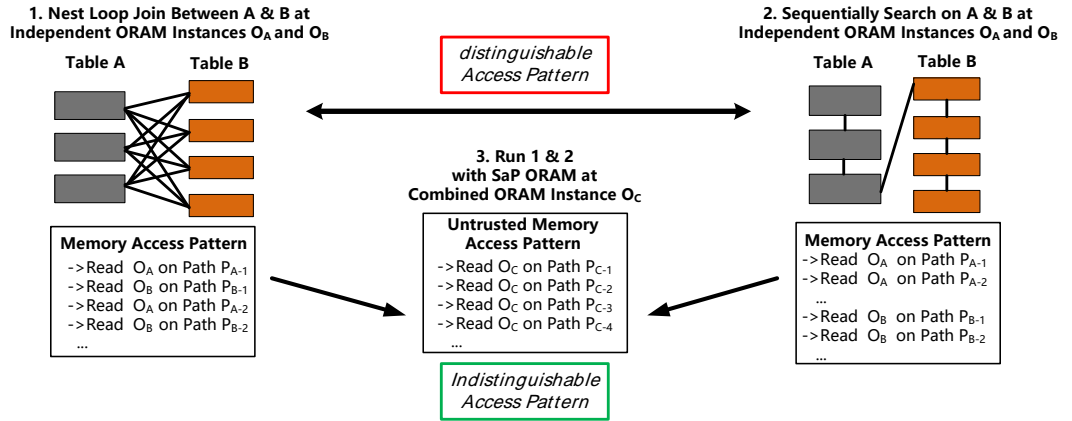 1. Nest Loop Join Between A & B at
Independent ORAM Instances OA and OB
Table A
Table B
Memory Access Pattern
->Read OA on Path PA-1
->Read OB on Path PB-1
->Read OA on Path PA-2
->Read OB on Path PB-2
...
distinguishable
Access Pattern
3. Run 1 & 2
with SaP ORAM at
Combined ORAM Instance OC
Untrusted Memory
Access Pattern
->Read OC on Path PC-1
->Read OC on Path PC-2
->Read OC on Path PC-3
->Read OC on Path PC-4
...
Indistinguishable
Access Pattern
2. Sequentially Search on A & B at
Independent ORAM Instances OA and OB
Table A
Table B
Memory Access Pattern
->Read OA on Path PA-1
->Read OA on Path PA-2
...
->Read OB on Path PB-1
->Read OB on Path PB-2
...